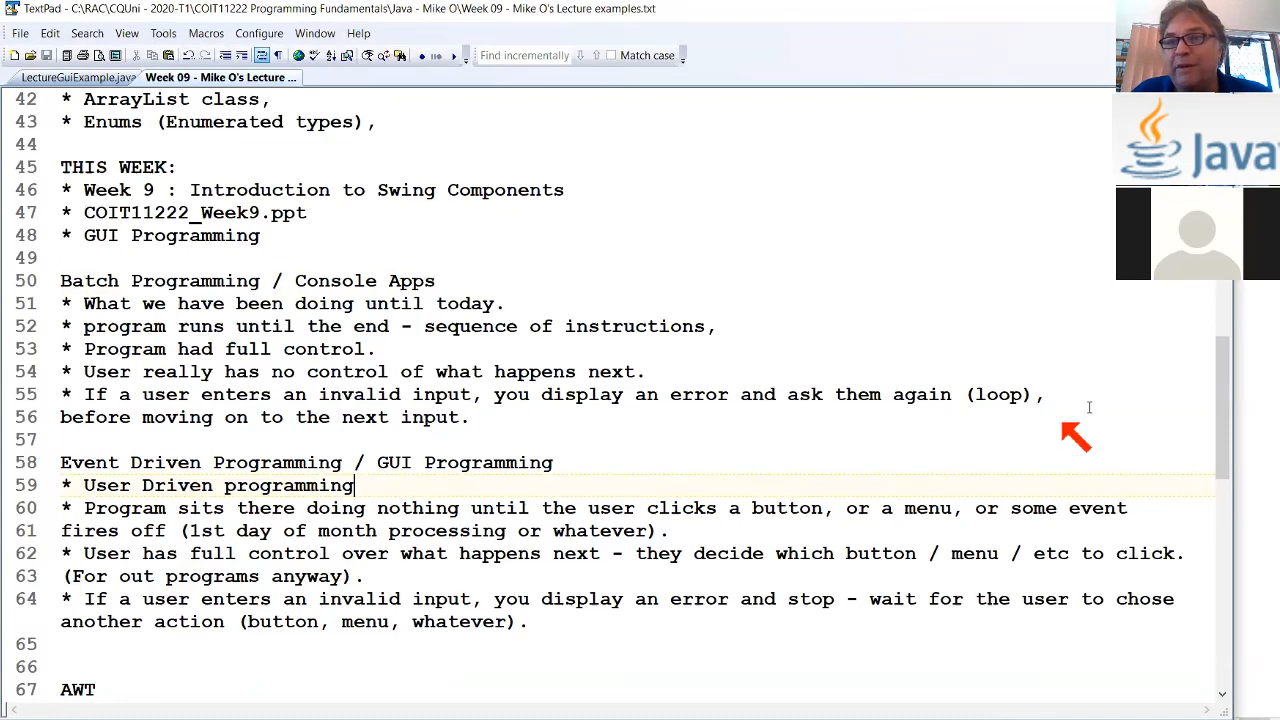 TextPad - C:\RAC\CQUni - 2020-T1\COIT11222 Programming Fundamentals\Java - Mike O\Week 09 - Mike O's Lecture examples.txt
File Edit Search View Tools Macros Configure Window Help
Find incrementally Match case
LectureGuiExample.java Week 09 - Mike O's Lecture ...
42 * ArrayList class,
43 * Enums (Enumerated types),
44
45 THIS WEEK:
46 * Week 9 : Introduction to Swing Components
47 * COIT11222_Week9.ppt
48 * GUI Programming
49
50 Batch Programming / Console Apps
51 * What we have been doing until today.
52 * program runs until the end - sequence of instructions,
53 * Program had full control.
54 * User really has no control of what happens next.
55 * If a user enters an invalid input, you display an error and ask them again (loop),
56 before moving on to the next input.
57
58 Event Driven Programming / GUI Programming
59 * User Driven programming
60 * Program sits there doing nothing until the user clicks a button, or a menu, or some event
61 fires off (1st day of month processing or whatever).
62 * User has full control over what happens next - they decide which button / menu / etc to click.
63 (For out programs anyway).
64 * If a user enters an invalid input, you display an error and stop - wait for the user to chose
another action (button, menu, whatever).
65
66
67 AWT
Java